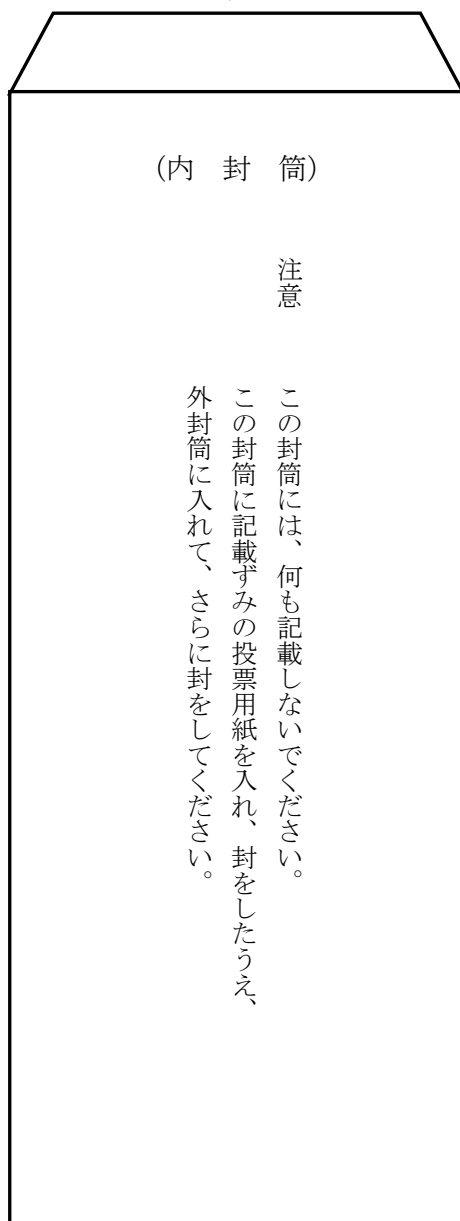 (内　封　筒)
注意
この封筒には、何も記載しないでください。
この封筒に記載ずみの投票用紙を入れ、封をしたうえ、
外封筒に入れて、さらに封をしてください。